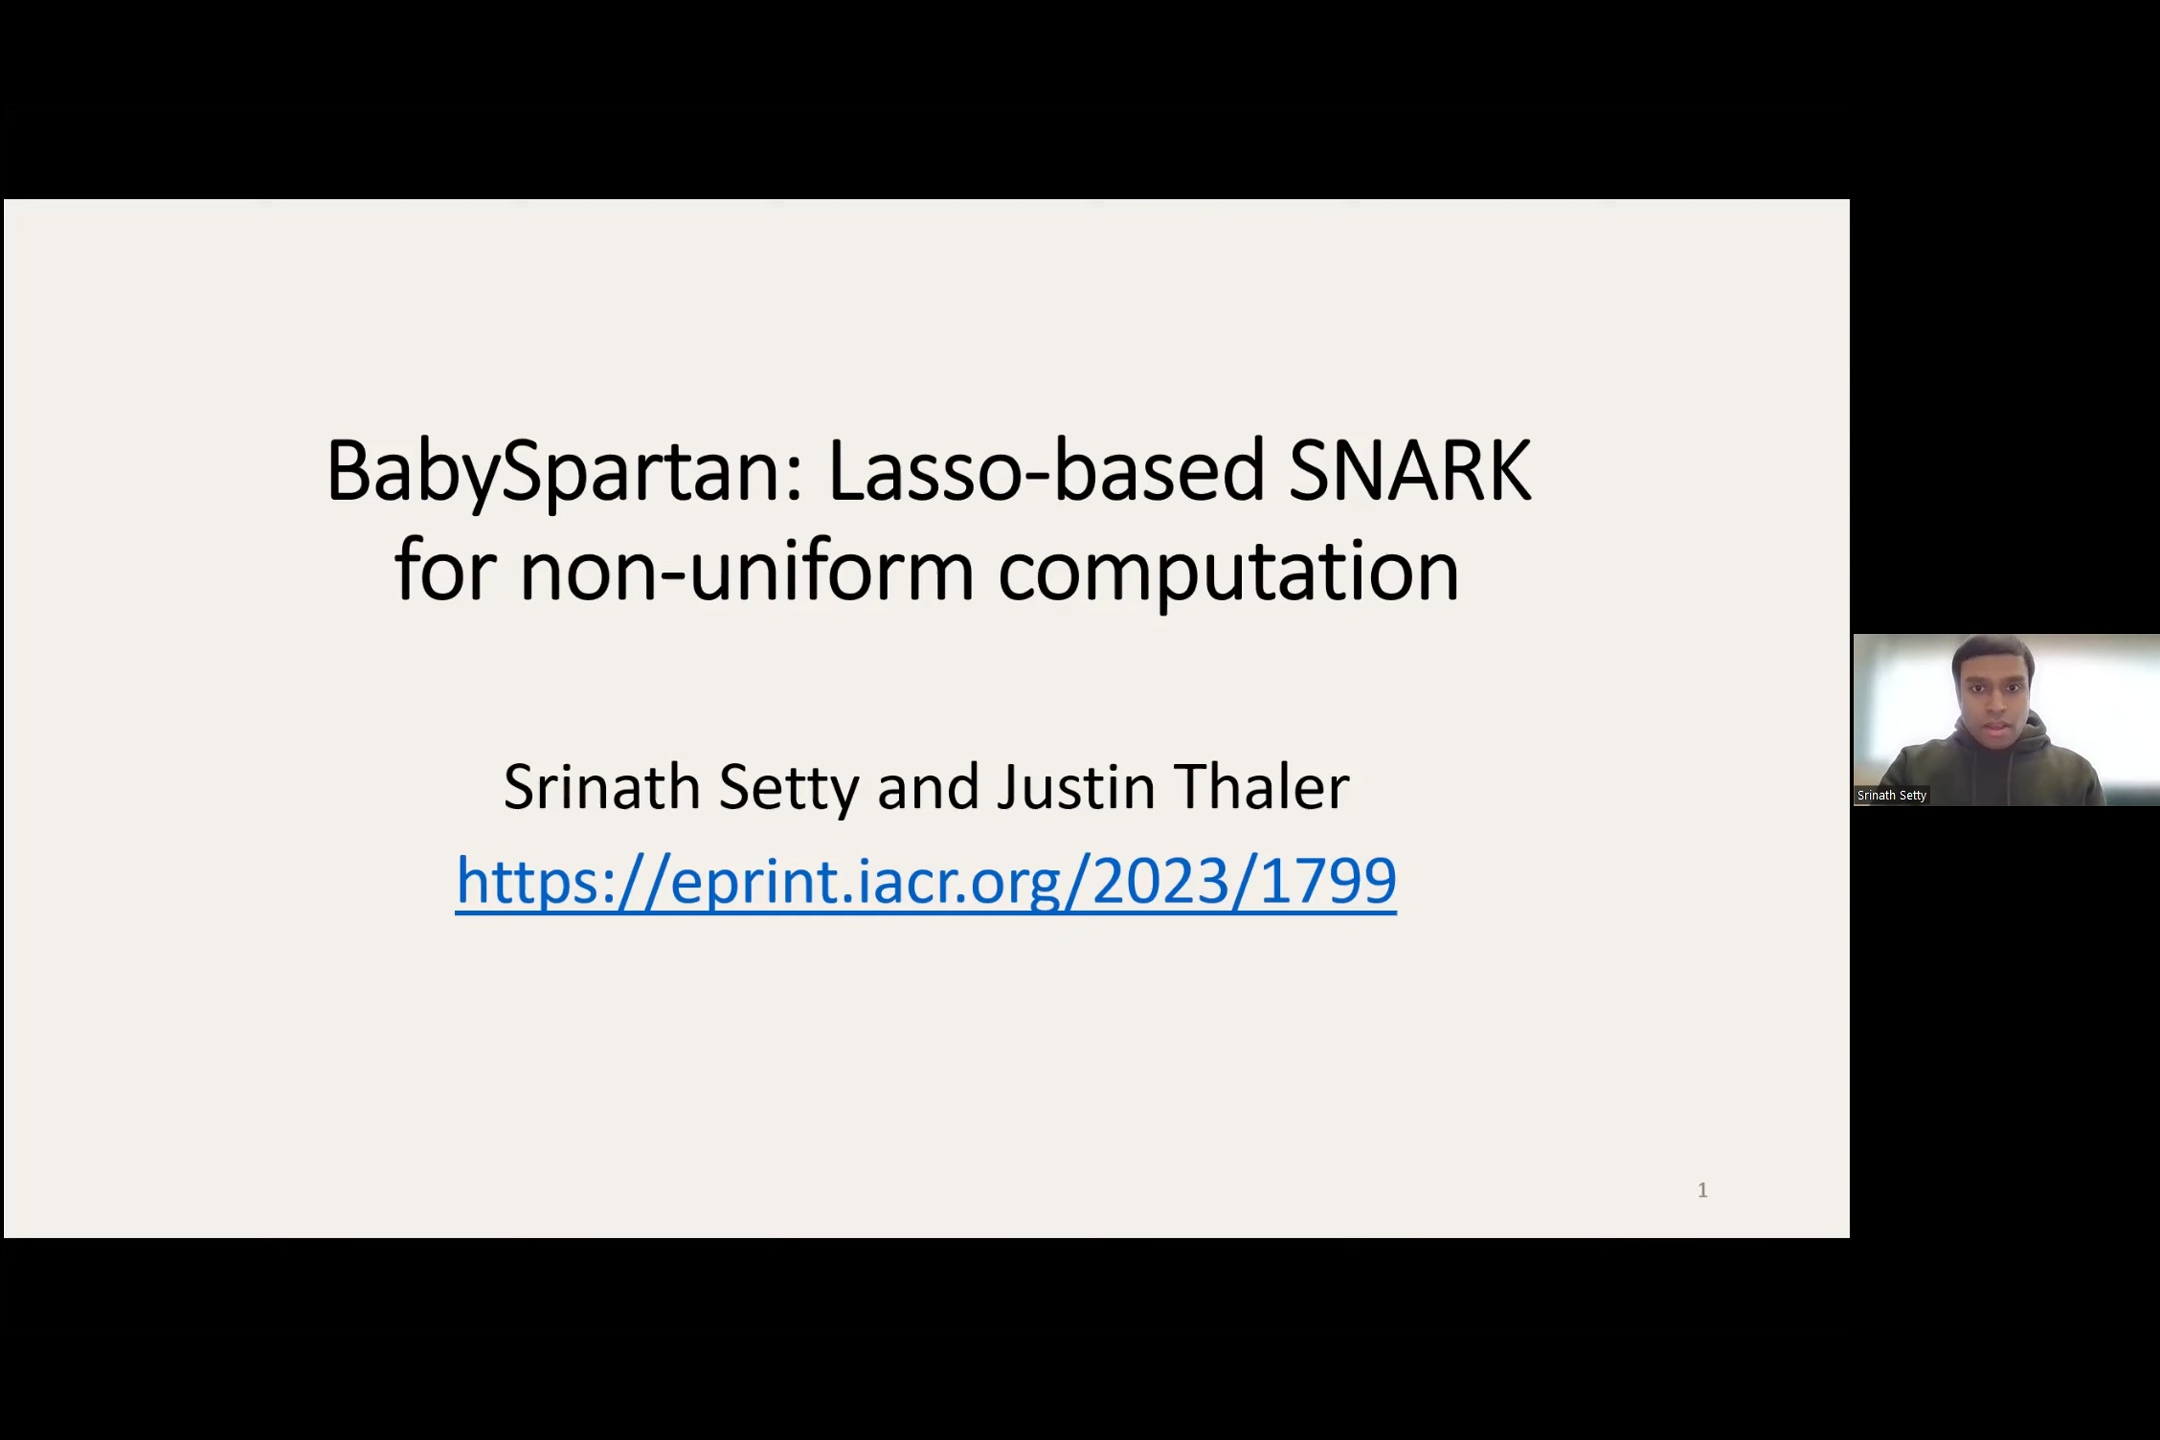 BabySpartan: Lasso-based SNARK
for non-uniform computation
Srinath Setty and Justin Thaler
https://eprint.iacr.org/2023/1799
1
Srinath Setty